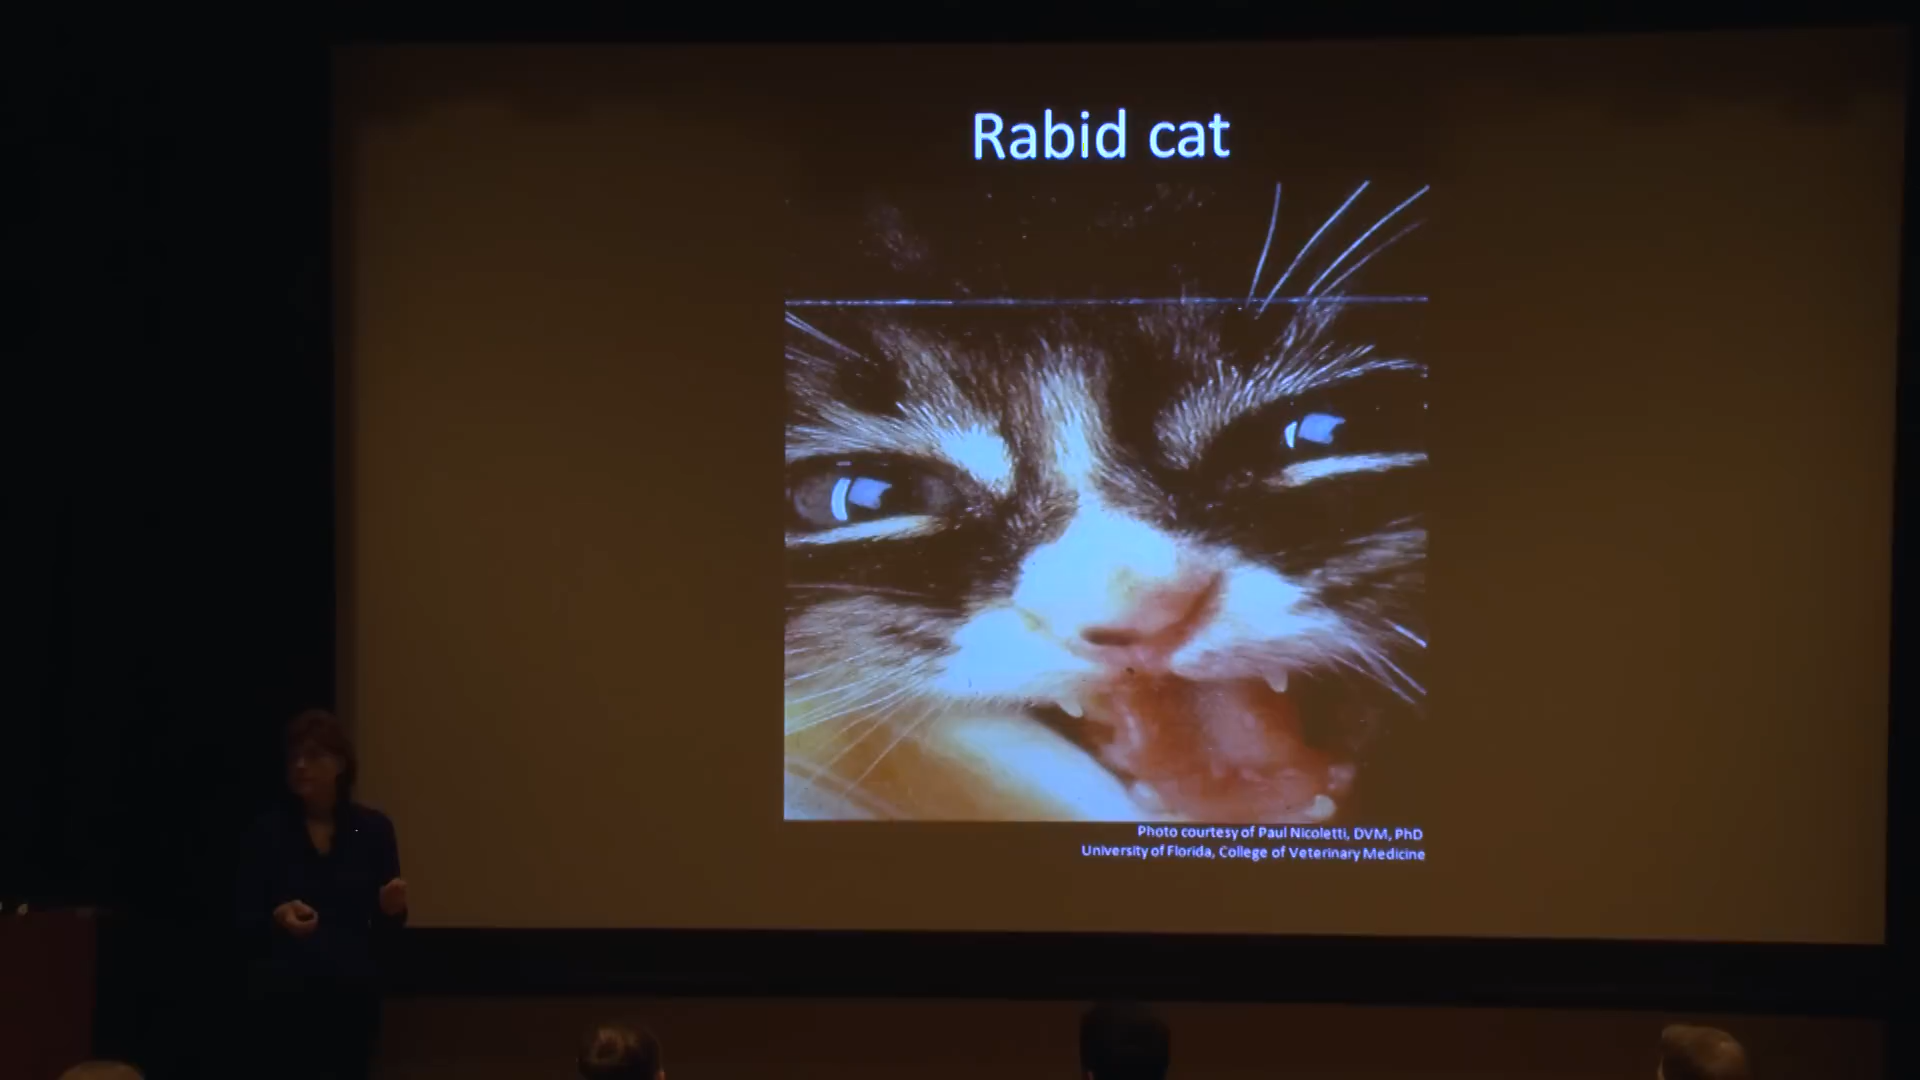 Rabid cat
Photo courtesy of Paul Nicoletti, DVM, PhD
University of Florida, College of Veterinary Medicine